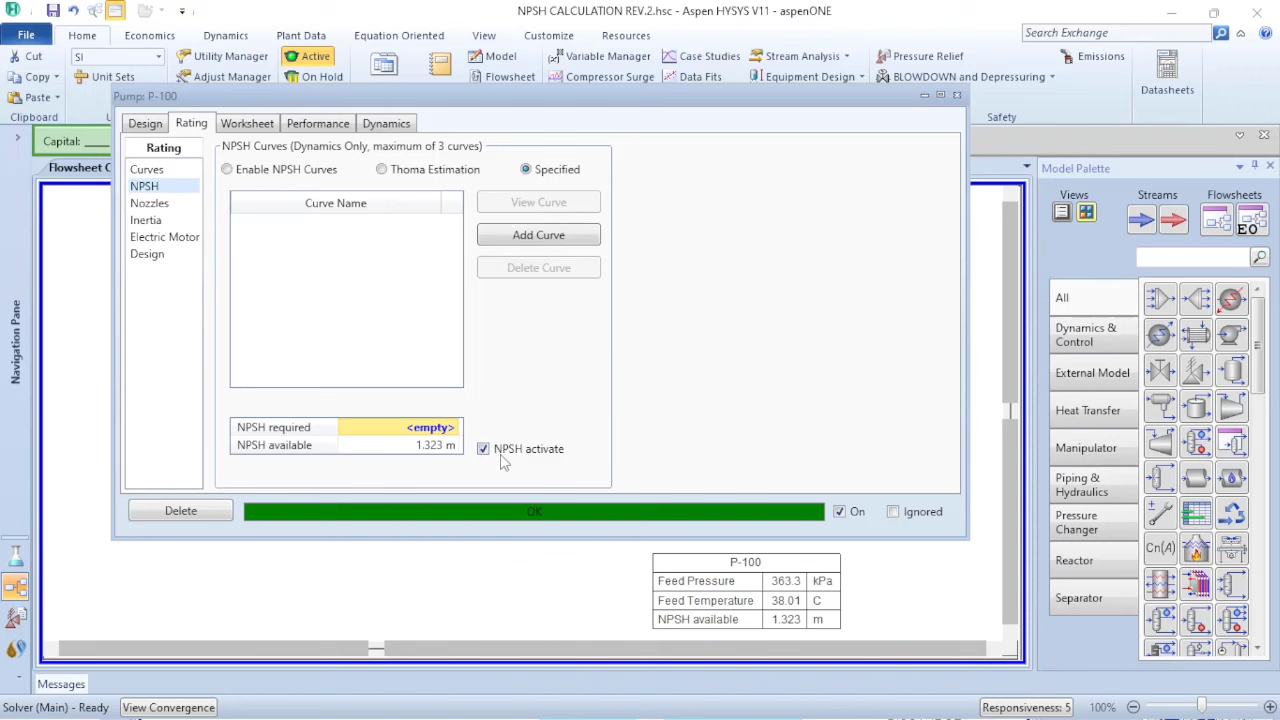 NPSH CALCULATION REV.2.hsc - Aspen HYSYS V11 - aspenONE
File Home Economics Dynamics Plant Data Equation Oriented View Customize Resources
Search Exchange
Cut SI Utility Manager Active Model Variable Manager Case Studies Stream Analysis Pressure Relief Emissions
Copy Unit Sets Adjust Manager On Hold Flowsheet Compressor Surge Data Fits Equipment Design BLOWDOWN and Depressuring Datasheets
Paste
Clipboard Safety
Pump: P-100
Capital:
Design Rating Worksheet Performance Dynamics
Flowsheet C
Model Palette
Rating
Curves
NPSH
Nozzles
Inertia
Electric Motor
Design
NPSH Curves (Dynamics Only, maximum of 3 curves)
Enable NPSH Curves Thoma Estimation Specified
Curve Name
View Curve
Add Curve
Delete Curve
NPSH required <empty>
NPSH available 1.323 m
NPSH activate
Delete OK On Ignored
Navigation Pane
Views Streams Flowsheets
EO
All
Dynamics & Control
External Model
Heat Transfer
Manipulator
Piping & Hydraulics
Pressure Changer
Reactor
Separator
Cn(A)
P-100
Feed Pressure 363.3 kPa
Feed Temperature 38.01 C
NPSH available 1.323 m
Messages
Solver (Main) - Ready View Convergence Responsiveness: 5 100%